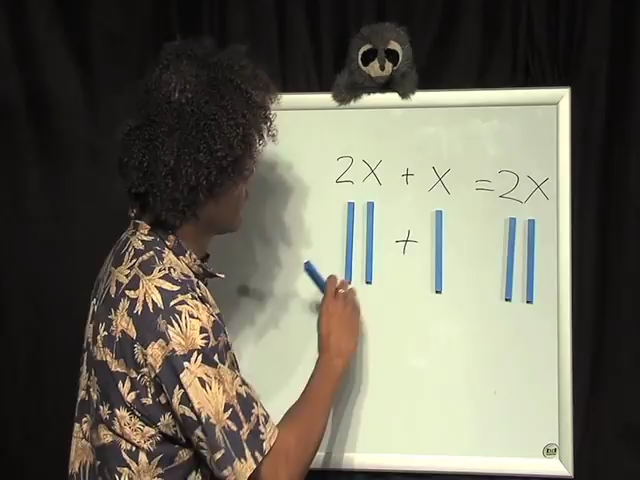 2x + x = 2x
+